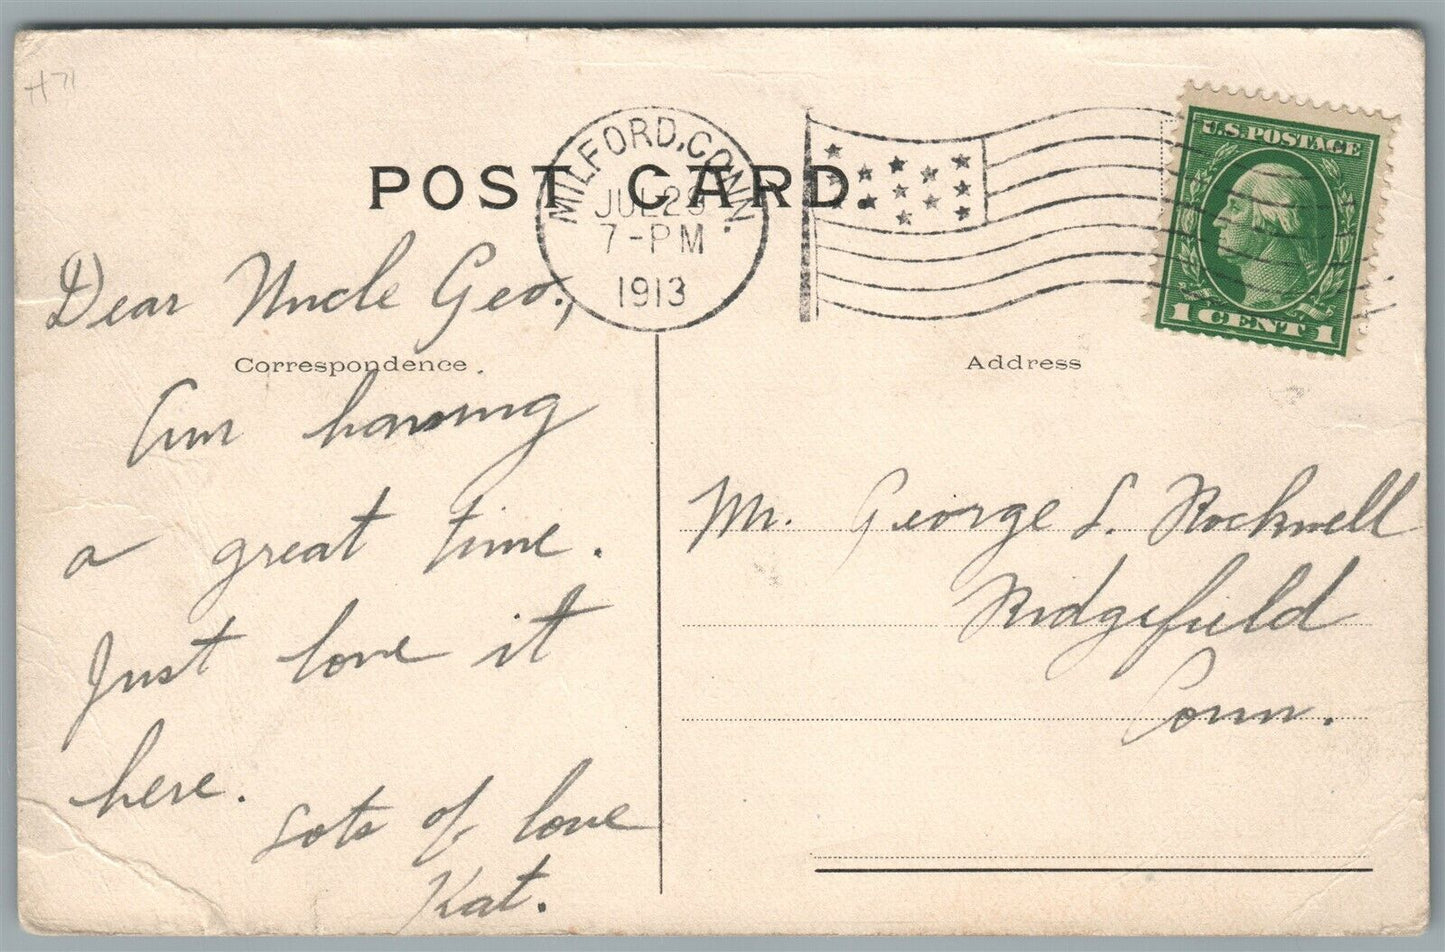 H71
POST CARD.
MILFORD, CONN.
JUL 25
7-PM
1913
U.S. POSTAGE
1 CENT 1
Dear Uncle Geo.,
Correspondence.
Am having
a great time.
Just love it
here.
Lots of love
Kat.
Address
Mr. George L. Rockwell
Ridgefield
Conn.